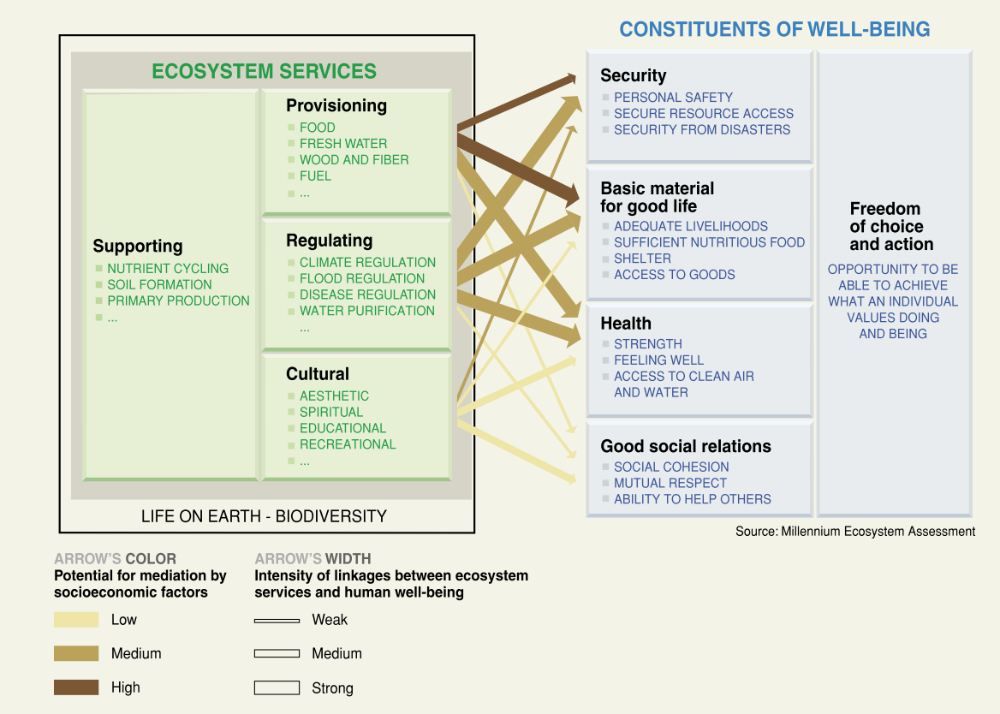 CONSTITUENTS OF WELL-BEING
ECOSYSTEM SERVICES
Supporting
NUTRIENT CYCLING
SOIL FORMATION
PRIMARY PRODUCTION
...
Provisioning
FOOD
FRESH WATER
WOOD AND FIBER
FUEL
...
Regulating
CLIMATE REGULATION
FLOOD REGULATION
DISEASE REGULATION
WATER PURIFICATION
...
Cultural
AESTHETIC
SPIRITUAL
EDUCATIONAL
RECREATIONAL
...
LIFE ON EARTH - BIODIVERSITY
Security
PERSONAL SAFETY
SECURE RESOURCE ACCESS
SECURITY FROM DISASTERS
Basic material
for good life
ADEQUATE LIVELIHOODS
SUFFICIENT NUTRITIOUS FOOD
SHELTER
ACCESS TO GOODS
Health
STRENGTH
FEELING WELL
ACCESS TO CLEAN AIR
AND WATER
Good social relations
SOCIAL COHESION
MUTUAL RESPECT
ABILITY TO HELP OTHERS
Freedom
of choice
and action
OPPORTUNITY TO BE
ABLE TO ACHIEVE
WHAT AN INDIVIDUAL
VALUES DOING
AND BEING
Source: Millennium Ecosystem Assessment
ARROW'S COLOR
Potential for mediation by
socioeconomic factors
Low
Medium
High
ARROW'S WIDTH
Intensity of linkages between ecosystem
services and human well-being
Weak
Medium
Strong